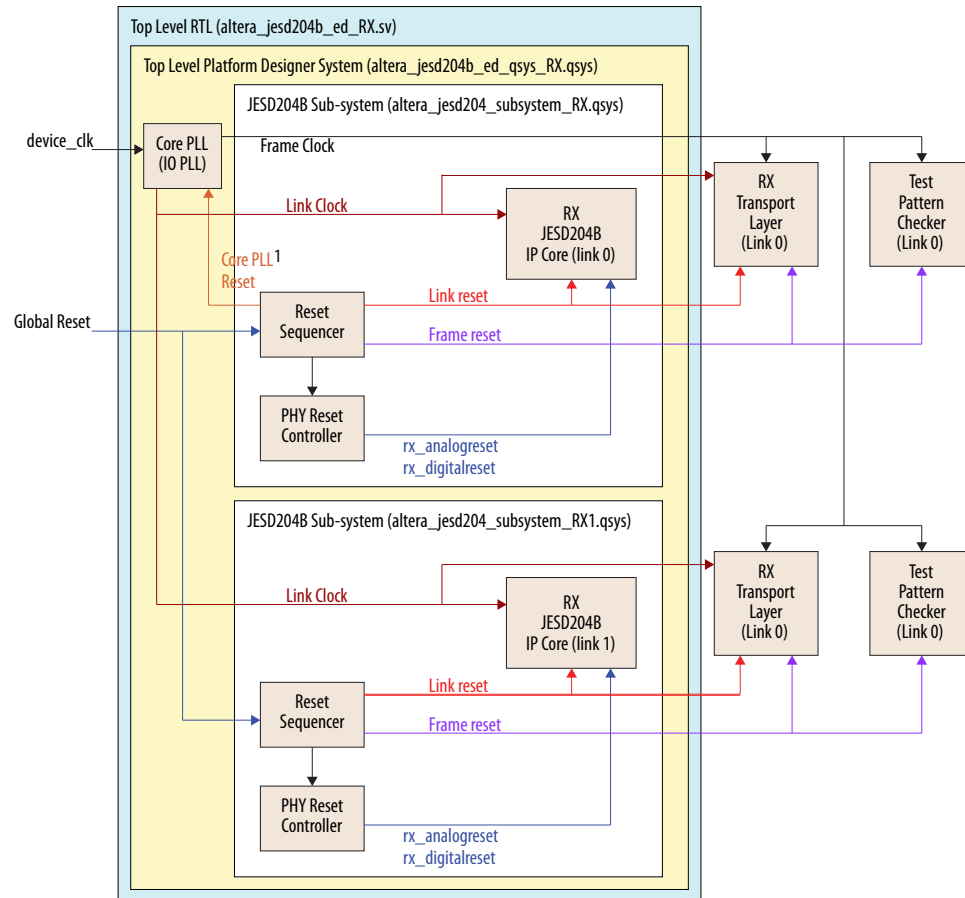 Top Level RTL (altera_jesd204b_ed_RX.sv)
Top Level Platform Designer System (altera_jesd204b_ed_qsys_RX.qsys)
JESD204B Sub-system (altera_jesd204_subsystem_RX.qsys)
device_clk
Core PLL
(IO PLL)
Frame Clock
Link Clock
RX
JESD204B
IP Core (link 0)
RX
Transport
Layer
(Link 0)
Test
Pattern
Checker
(Link 0)
Core PLL1
Reset
Global Reset
Reset
Sequencer
Link reset
Frame reset
PHY Reset
Controller
rx_analogreset
rx_digitalreset
JESD204B Sub-system (altera_jesd204_subsystem_RX1.qsys)
Link Clock
RX
JESD204B
IP Core (link 1)
RX
Transport
Layer
(Link 0)
Test
Pattern
Checker
(Link 0)
Reset
Sequencer
Link reset
Frame reset
PHY Reset
Controller
rx_analogreset
rx_digitalreset